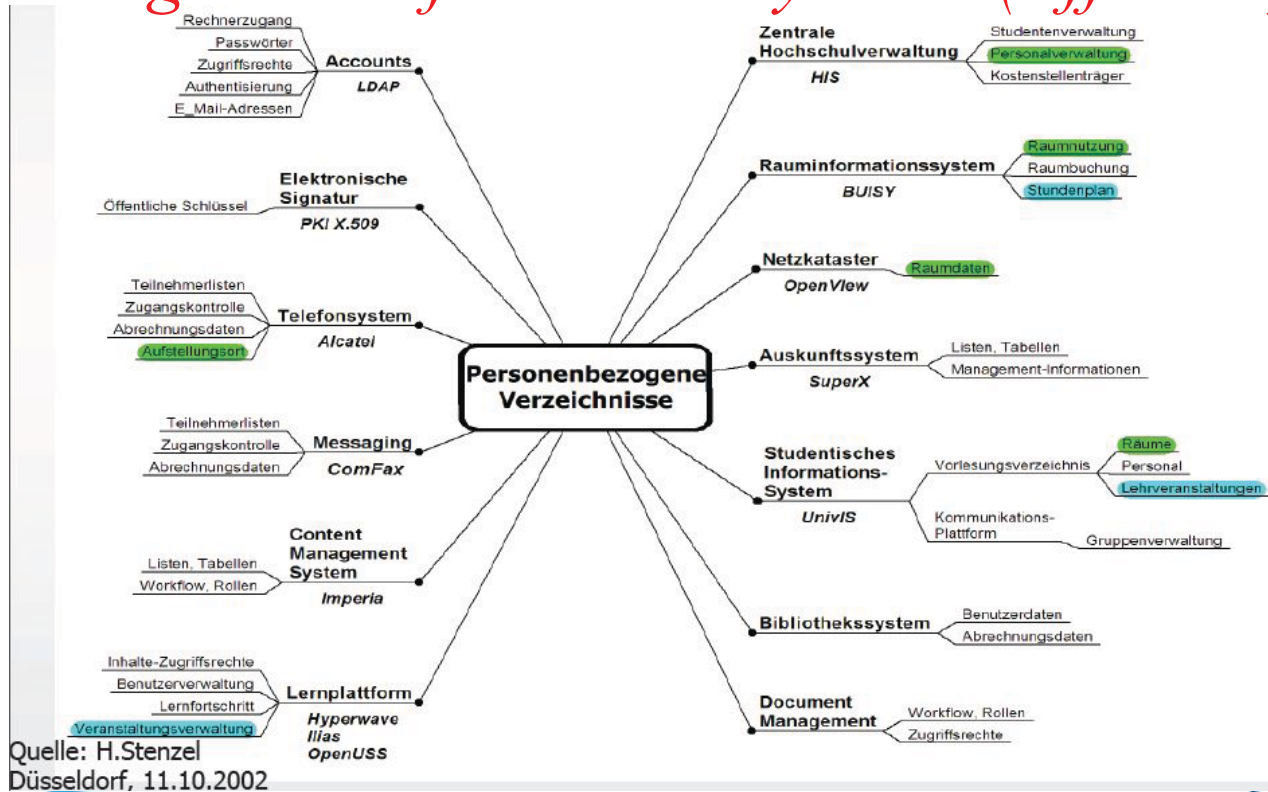 Rechnerzugang
Passwörter
Zugriffsrechte
Authentisierung
E_Mail-Adressen
Accounts
LDAP
Öffentliche Schlüssel
Elektronische
Signatur
PKI X.509
Teilnehmerlisten
Zugangskontrolle
Abrechnungsdaten
Aufstellungsort
Telefonsystem
Alcatel
Teilnehmerlisten
Zugangskontrolle
Abrechnungsdaten
Messaging
ComFax
Listen, Tabellen
Workflow, Rollen
Content
Management
System
Imperia
Inhalte-Zugriffsrechte
Benutzerverwaltung
Lernfortschritt
Veranstaltungsverwaltung
Lernplattform
Hyperwave
Ilias
OpenUSS
Personenbezogene
Verzeichnisse
Zentrale
Hochschulverwaltung
HIS
Studentenverwaltung
Personalverwaltung
Kostenstellenträger
Rauminformationssystem
BUISY
Raumnutzung
Raumbuchung
Stundenplan
Netzkataster
OpenView
Raumdaten
Auskunftssystem
SuperX
Listen, Tabellen
Management-Informationen
Studentisches
Informations-
System
UnivIS
Vorlesungsverzeichnis
Räume
Personal
Lehrveranstaltungen
Kommunikations-
Plattform
Gruppenverwaltung
Bibliothekssystem
Benutzerdaten
Abrechnungsdaten
Document
Management
Workflow, Rollen
Zugriffsrechte
Quelle: H.Stenzel
Düsseldorf, 11.10.2002